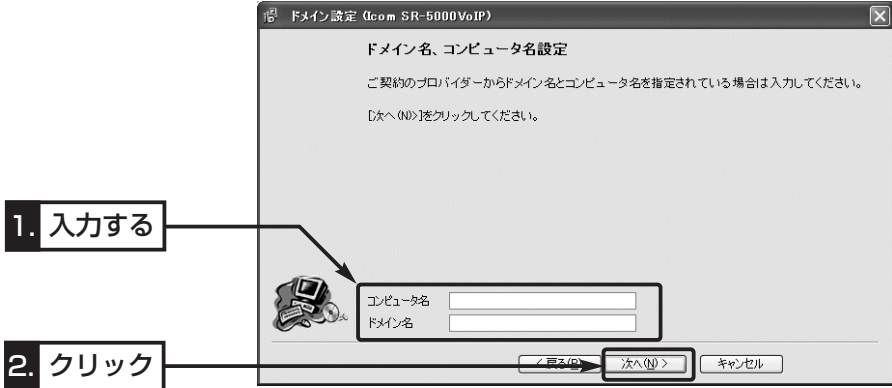 ドメイン設定 (Icom SR-5000VoIP)
ドメイン名、コンピュータ名設定
ご契約のプロバイダーからドメイン名とコンピュータ名を指定されている場合は入力してください。
[次へ(N)>]をクリックしてください。
1. 入力する
コンピュータ名
ドメイン名
2. クリック
< 戻る(B) 次へ(N) > キャンセル